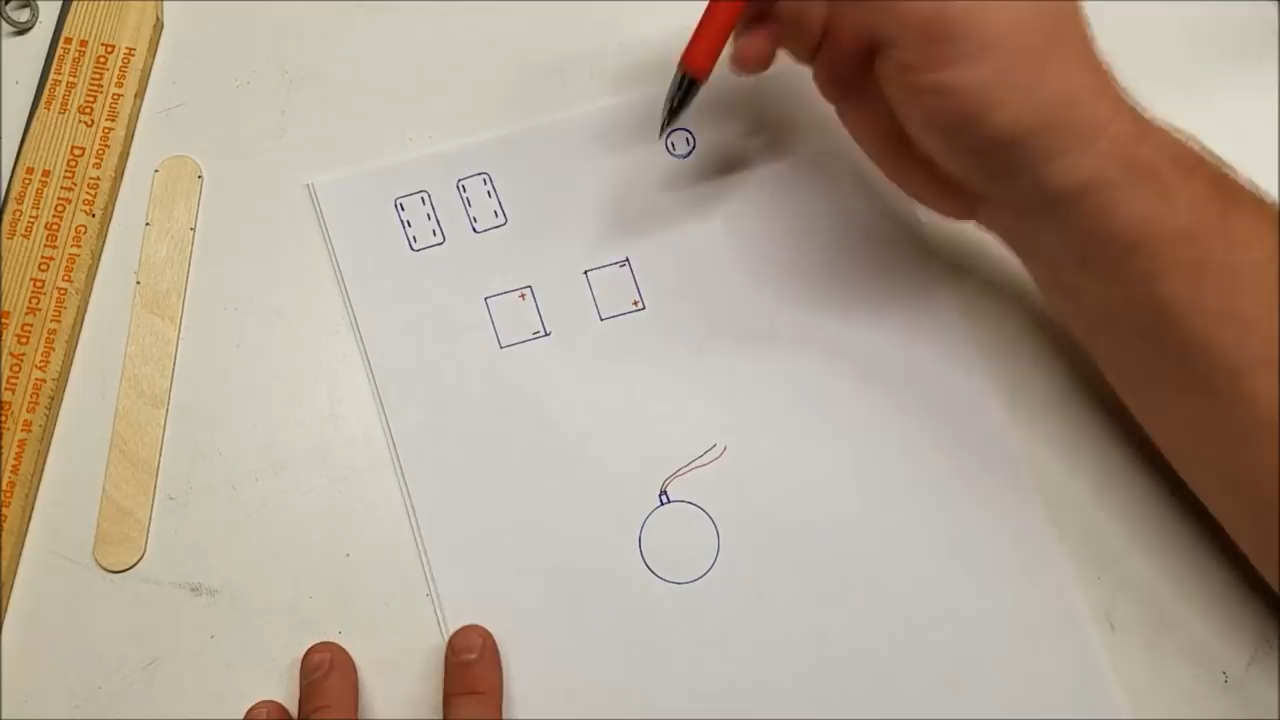 House built before 1978? Get lead paint safety facts at www.epa.
Painting? Don't forget to pick up your
Paint Brush
Paint Roller
Paint Tray
Drop Cloth
+
-
-
+